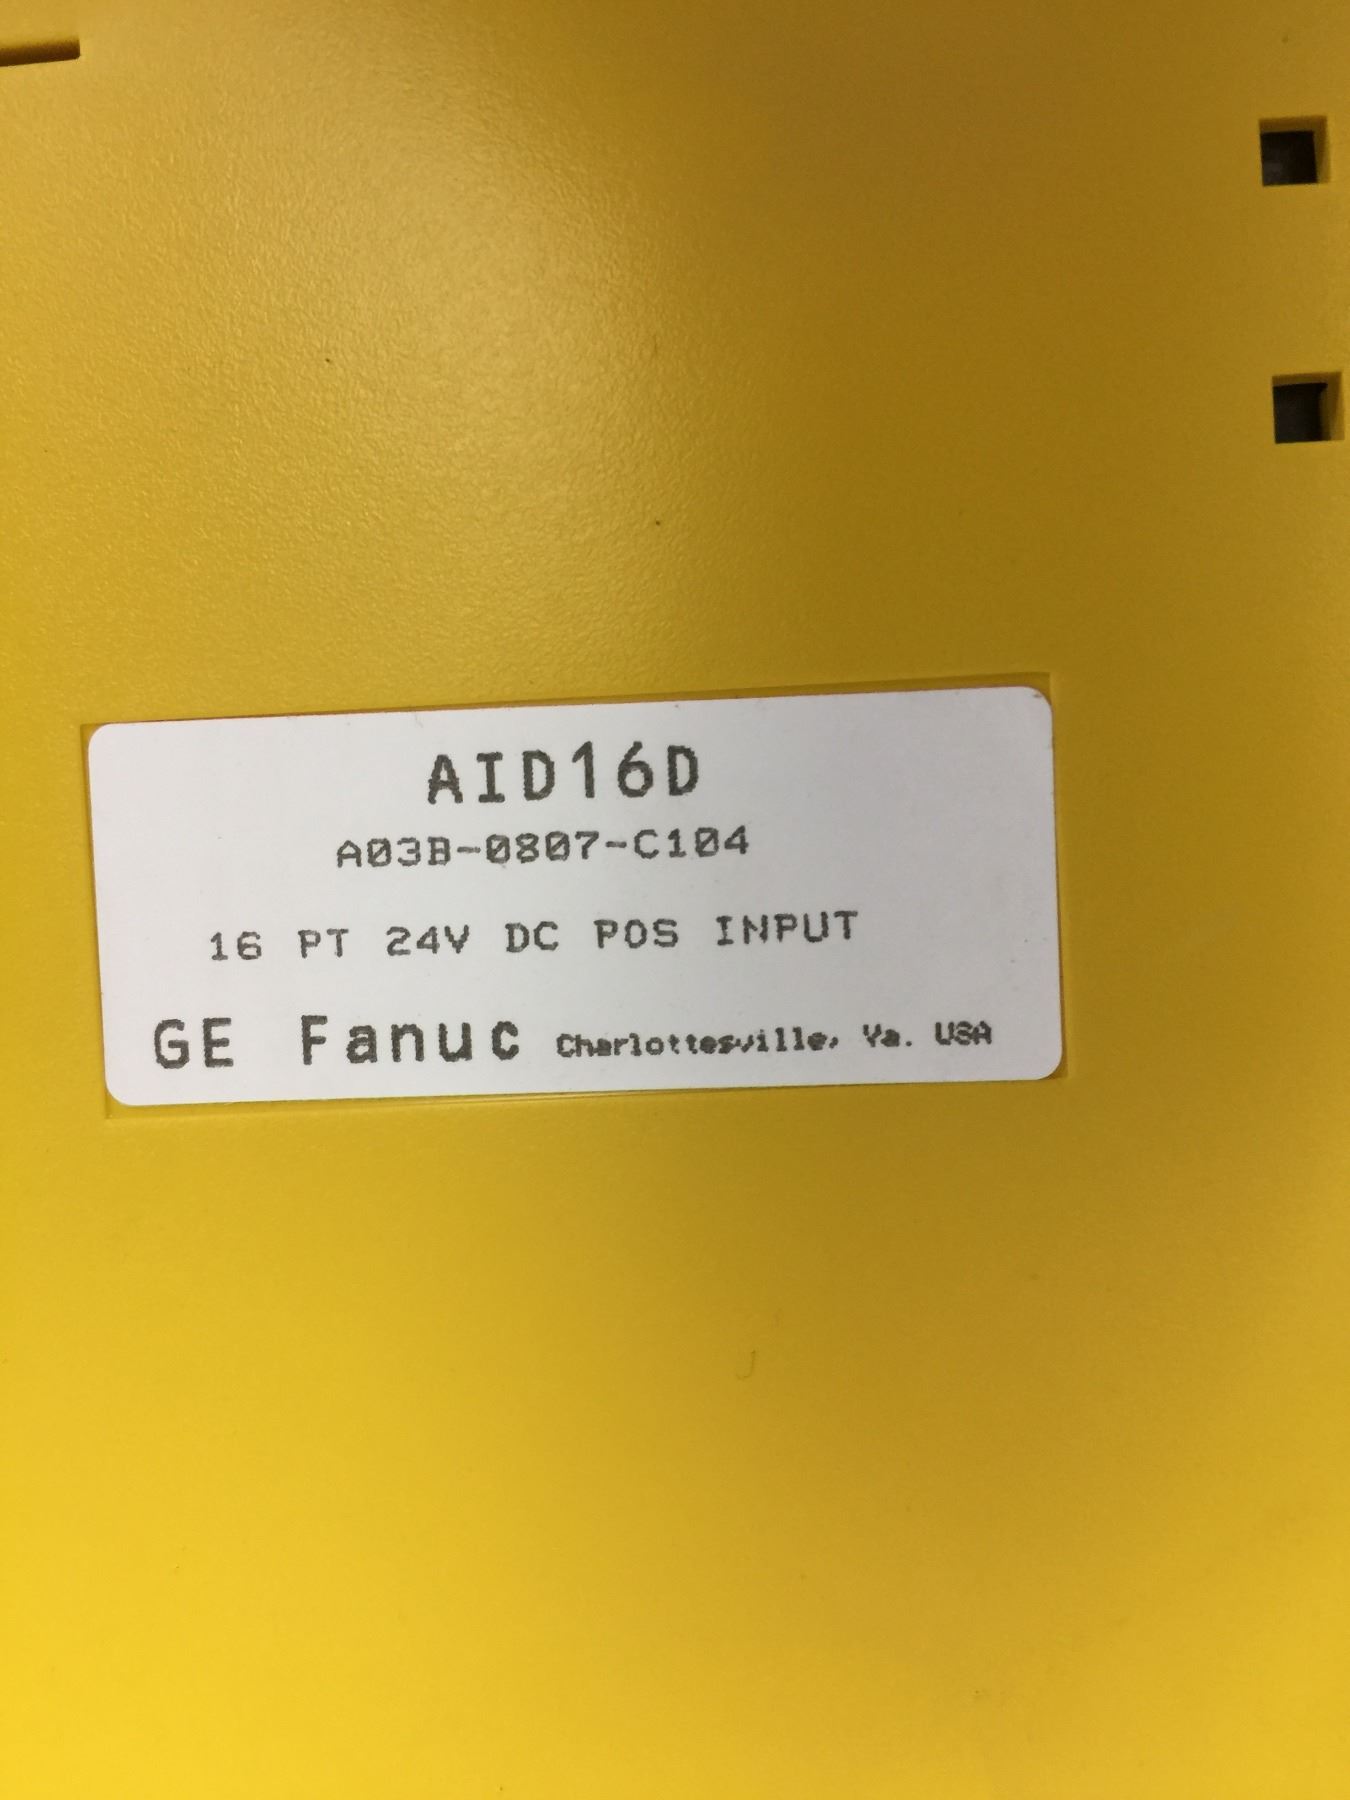 AID16D
A03B-0807-C104
16 PT 24V DC POS INPUT
GE Fanuc Charlottesville, Va. USA